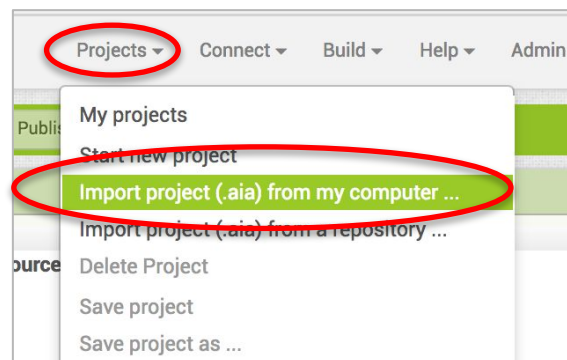 Projects Connect Build Help Admin
Publis
My projects
Start new project
Import project (.aia) from my computer ...
Import project (.aia) from a repository ...
ource
Delete Project
Save project
Save project as ...